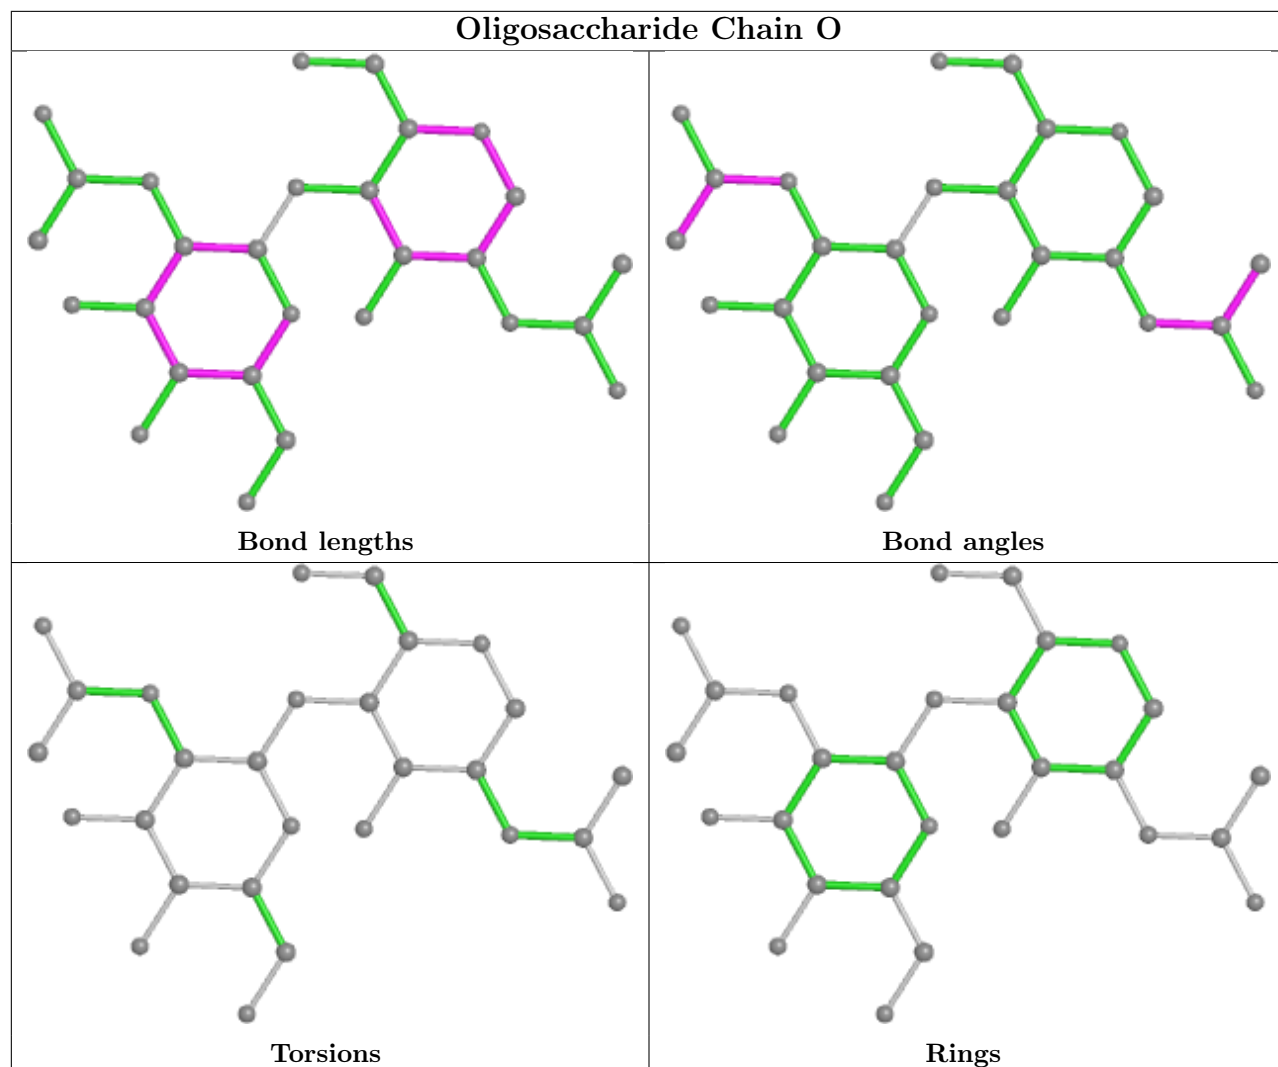 Oligosaccharide Chain O
Bond lengths
Bond angles
Torsions
Rings